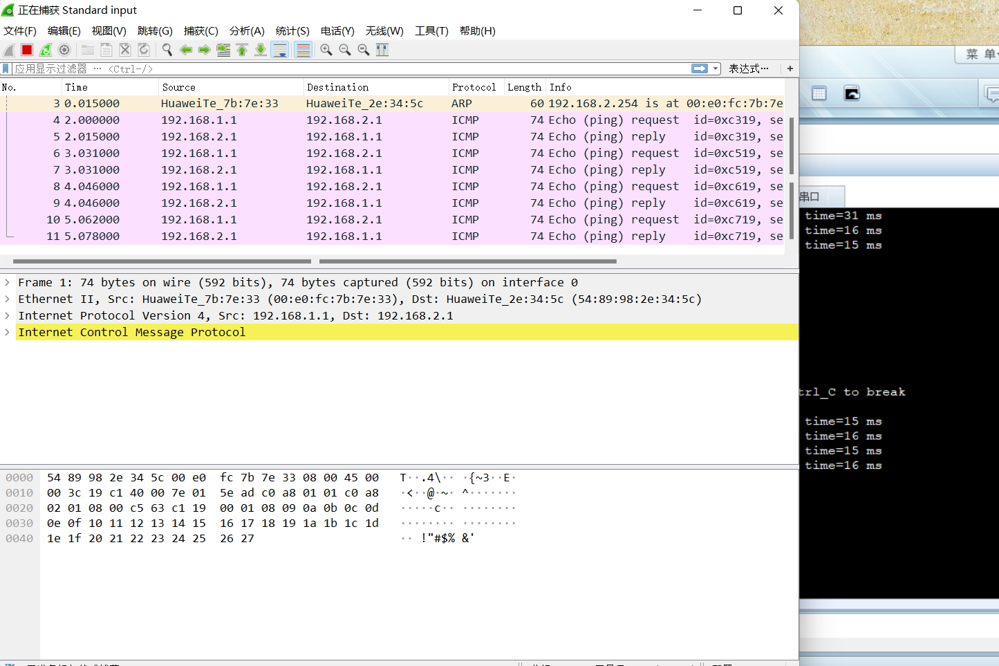 正在捕获 Standard input
文件(F) 编辑(E) 视图(V) 跳转(G) 捕获(C) 分析(A) 统计(S) 电话(Y) 无线(W) 工具(T) 帮助(H)
应用显示过滤器 … <Ctrl-/> 表达式… +
No. Time Source Destination Protocol Length Info
3 0.015000 HuaweiTe_7b:7e:33 HuaweiTe_2e:34:5c ARP 60 192.168.2.254 is at 00:e0:fc:7b:7e
4 2.000000 192.168.1.1 192.168.2.1 ICMP 74 Echo (ping) request id=0xc319, se
5 2.015000 192.168.2.1 192.168.1.1 ICMP 74 Echo (ping) reply id=0xc319, se
6 3.031000 192.168.1.1 192.168.2.1 ICMP 74 Echo (ping) request id=0xc519, se
7 3.031000 192.168.2.1 192.168.1.1 ICMP 74 Echo (ping) reply id=0xc519, se
8 4.046000 192.168.1.1 192.168.2.1 ICMP 74 Echo (ping) request id=0xc619, se
9 4.046000 192.168.2.1 192.168.1.1 ICMP 74 Echo (ping) reply id=0xc619, se
10 5.062000 192.168.1.1 192.168.2.1 ICMP 74 Echo (ping) request id=0xc719, se
11 5.078000 192.168.2.1 192.168.1.1 ICMP 74 Echo (ping) reply id=0xc719, se
Frame 1: 74 bytes on wire (592 bits), 74 bytes captured (592 bits) on interface 0
Ethernet II, Src: HuaweiTe_7b:7e:33 (00:e0:fc:7b:7e:33), Dst: HuaweiTe_2e:34:5c (54:89:98:2e:34:5c)
Internet Protocol Version 4, Src: 192.168.1.1, Dst: 192.168.2.1
Internet Control Message Protocol
0000 54 89 98 2e 34 5c 00 e0 fc 7b 7e 33 08 00 45 00 T··.4\·· ·{~3··E·
0010 00 3c 19 c1 40 00 7e 01 5e ad c0 a8 01 01 c0 a8 ·<··@·~· ^·······
0020 02 01 08 00 c5 63 c1 19 00 01 08 09 0a 0b 0c 0d ·····c·· ········
0030 0e 0f 10 11 12 13 14 15 16 17 18 19 1a 1b 1c 1d ········ ········
0040 1e 1f 20 21 22 23 24 25 26 27 ·· !"#$% &'
菜 单
串口
time=31 ms
time=16 ms
time=15 ms
trl_C to break
time=15 ms
time=16 ms
time=15 ms
time=16 ms